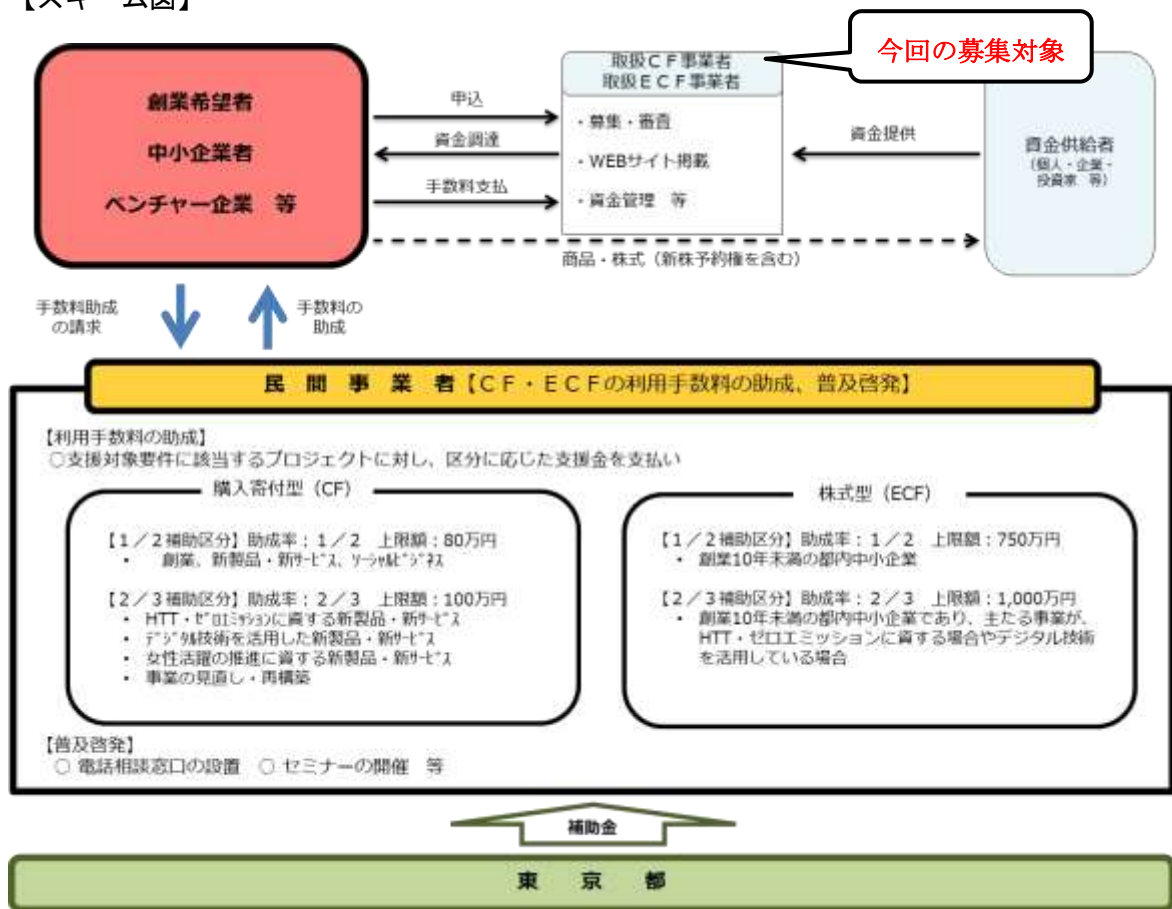 【スキーム図】
今回の募集対象
取扱CF事業者
取扱ECF事業者
・募集・審査
・WEBサイト掲載
・資金管理 等
創業希望者
中小企業者
ベンチャー企業 等
申込
資金調達
手数料支払
資金提供
資金供給者
(個人・企業・
投資家 等)
商品・株式(新株予約権を含む)
手数料助成
の請求
手数料の
助成
民 間 事 業 者【CF・ECFの利用手数料の助成、普及啓発】
【利用手数料の助成】
○支援対象要件に該当するプロジェクトに対し、区分に応じた支援金を支払い
購入寄付型(CF)
【1/2補助区分】助成率:1/2 上限額:80万円
・ 創業、新製品・新ｻｰﾋﾞｽ、ｿｰｼｬﾙﾋﾞｼﾞﾈｽ
【2/3補助区分】助成率:2/3 上限額:100万円
・ HTT・ｾﾞﾛｴﾐｯｼｮﾝに資する新製品・新ｻｰﾋﾞｽ
・ ﾃﾞｼﾞﾀﾙ技術を活用した新製品・新ｻｰﾋﾞｽ
・ 女性活躍の推進に資する新製品・新ｻｰﾋﾞｽ
・ 事業の見直し・再構築
株式型(ECF)
【1/2補助区分】助成率:1/2 上限額:750万円
・ 創業10年未満の都内中小企業
【2/3補助区分】助成率:2/3 上限額:1,000万円
・ 創業10年未満の都内中小企業であり、主たる事業が、
HTT・ゼロエミッションに資する場合やデジタル技術
を活用している場合
【普及啓発】
○ 電話相談窓口の設置 ○ セミナーの開催 等
補助金
東 京 都